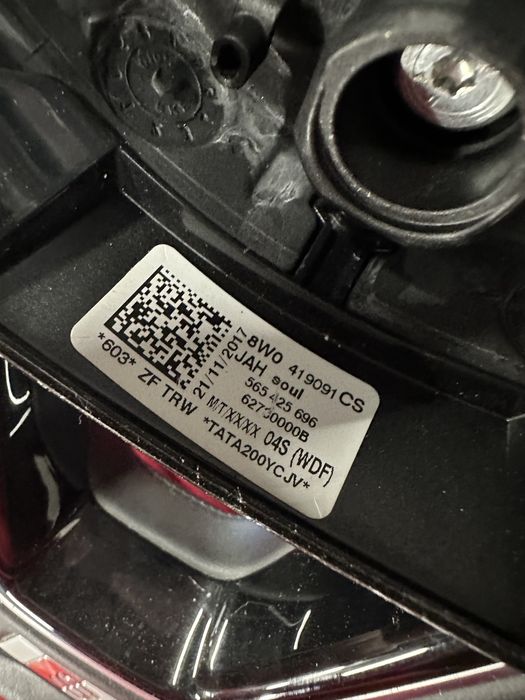 8W0 419091 CS
JAH soul
565 425 696
62730000B
21/11/2017
MT/XXXX 04S (WDF)
*603* ZF TRW *TATA200YCJV*